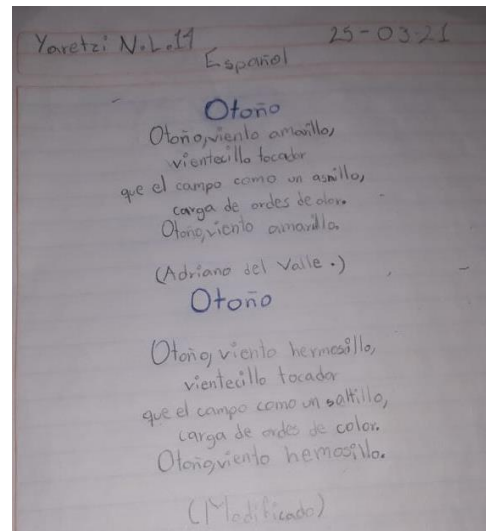 Yaretzi N.L.11 25-03-21
Español
Otoño
Otoño, viento amarillo,
vientecillo tocador
que el campo como un asnillo,
carga de ordes de olor.
Otoño, viento amarillo.
(Adriano del Valle.)
Otoño
Otoño, viento hermosillo,
vientecillo tocador
que el campo como un saltillo,
carga de ordes de color.
Otoño, viento hemosillo.
(Modificado)